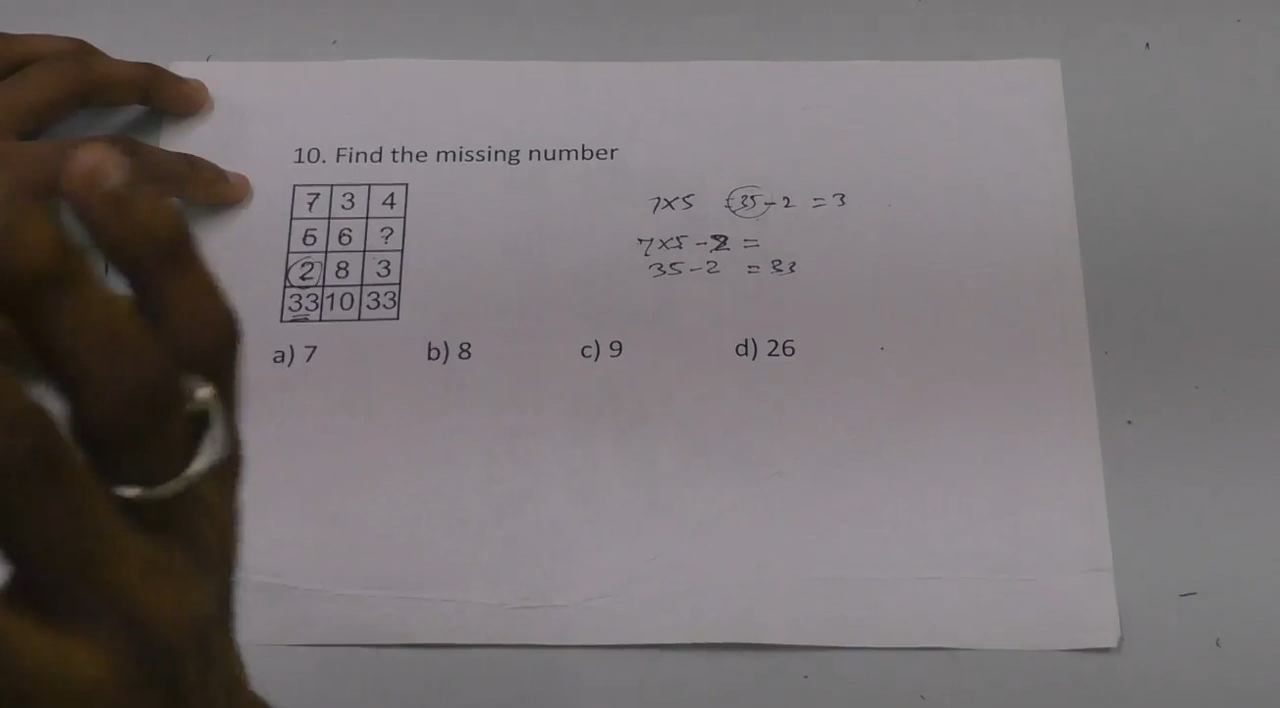 10. Find the missing number
7 3 4
5 6 ?
2 8 3
33 10 33
7×5 =35-2 =3
7×5-2 =
35-2 =33
a) 7 b) 8 c) 9 d) 26